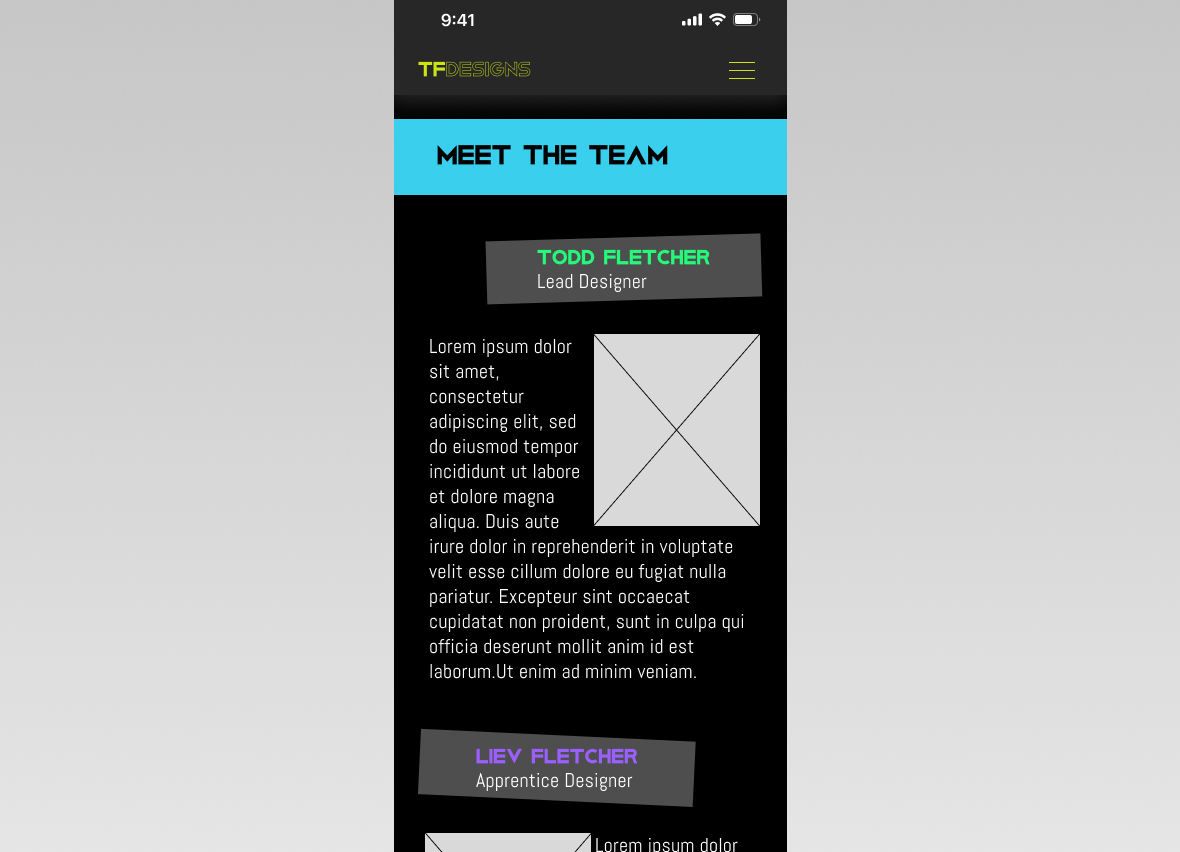 9:41
TFDESIGNS
MEET THE TEAM
TODD FLETCHER
Lead Designer
Lorem ipsum dolor
sit amet,
consectetur
adipiscing elit, sed
do eiusmod tempor
incididunt ut labore
et dolore magna
aliqua. Duis aute
irure dolor in reprehenderit in voluptate
velit esse cillum dolore eu fugiat nulla
pariatur. Excepteur sint occaecat
cupidatat non proident, sunt in culpa qui
officia deserunt mollit anim id est
laborum.Ut enim ad minim veniam.
LIEV FLETCHER
Apprentice Designer
Lorem ipsum dolor